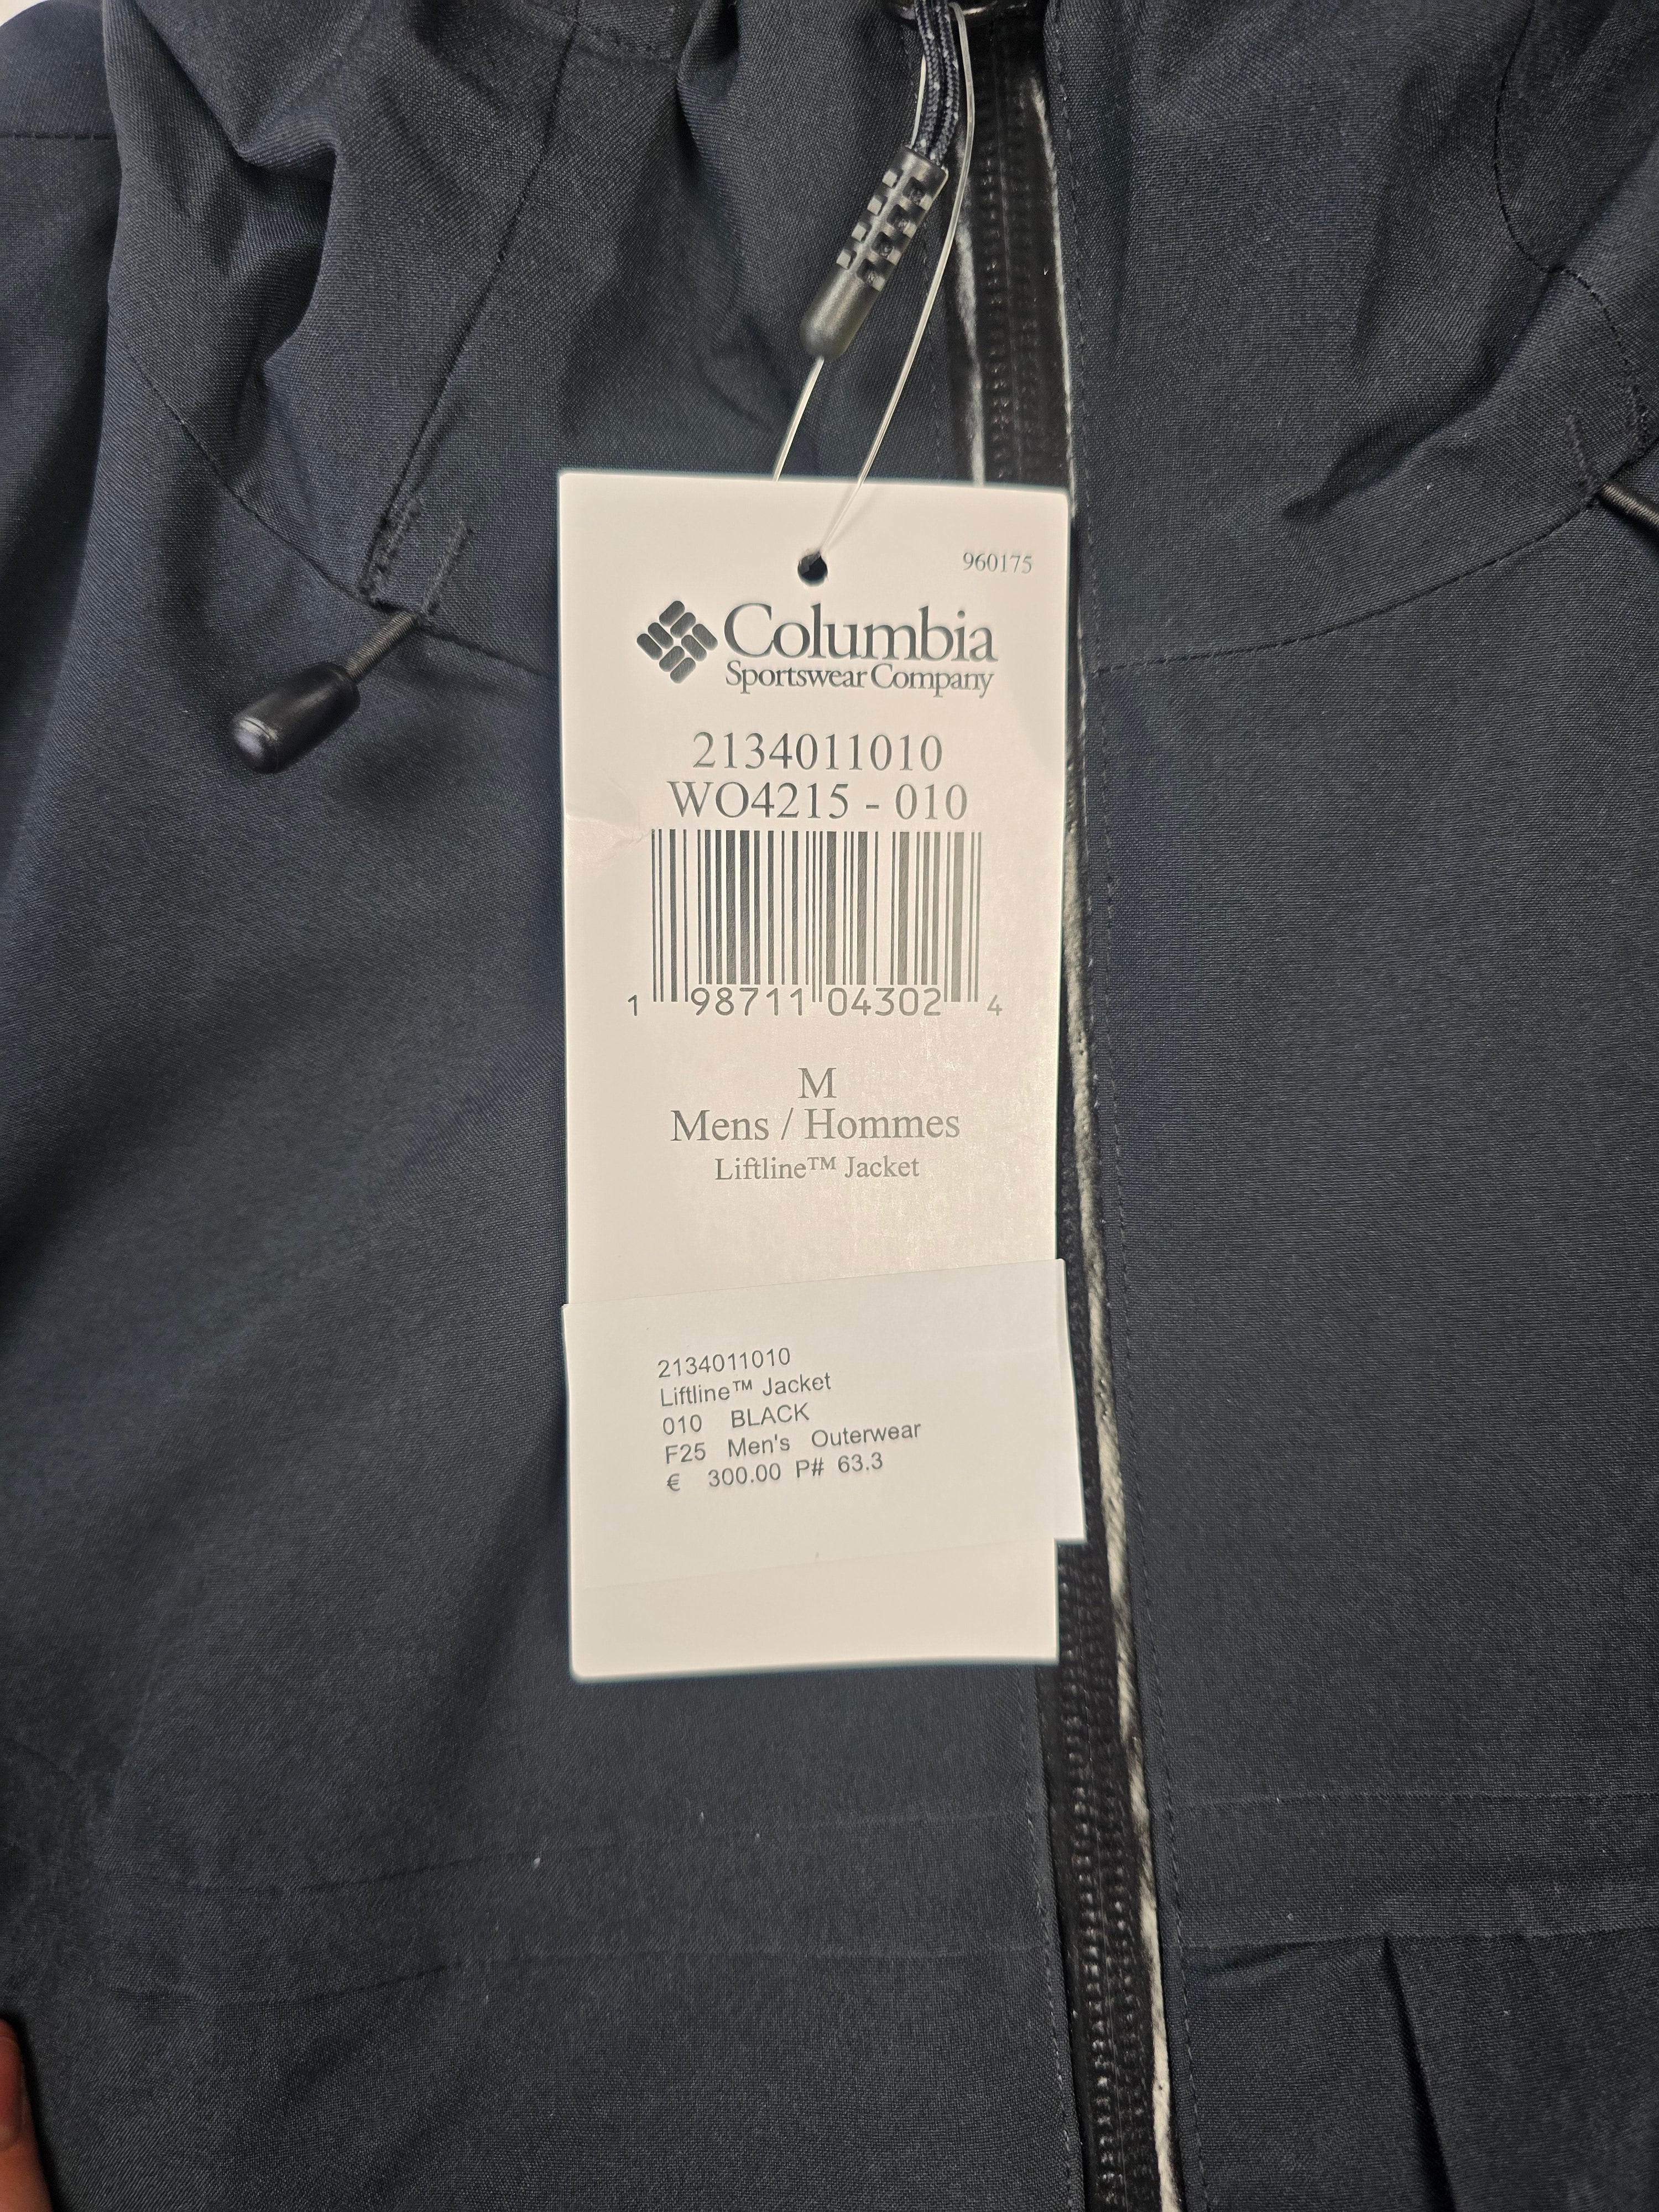 960175
Columbia
Sportswear Company
2134011010
WO4215 - 010
1 98711 04302 4
M
Mens / Hommes
Liftline™ Jacket
2134011010
Liftline™ Jacket
010 BLACK
F25 Men's Outerwear
€ 300.00 P# 63.3